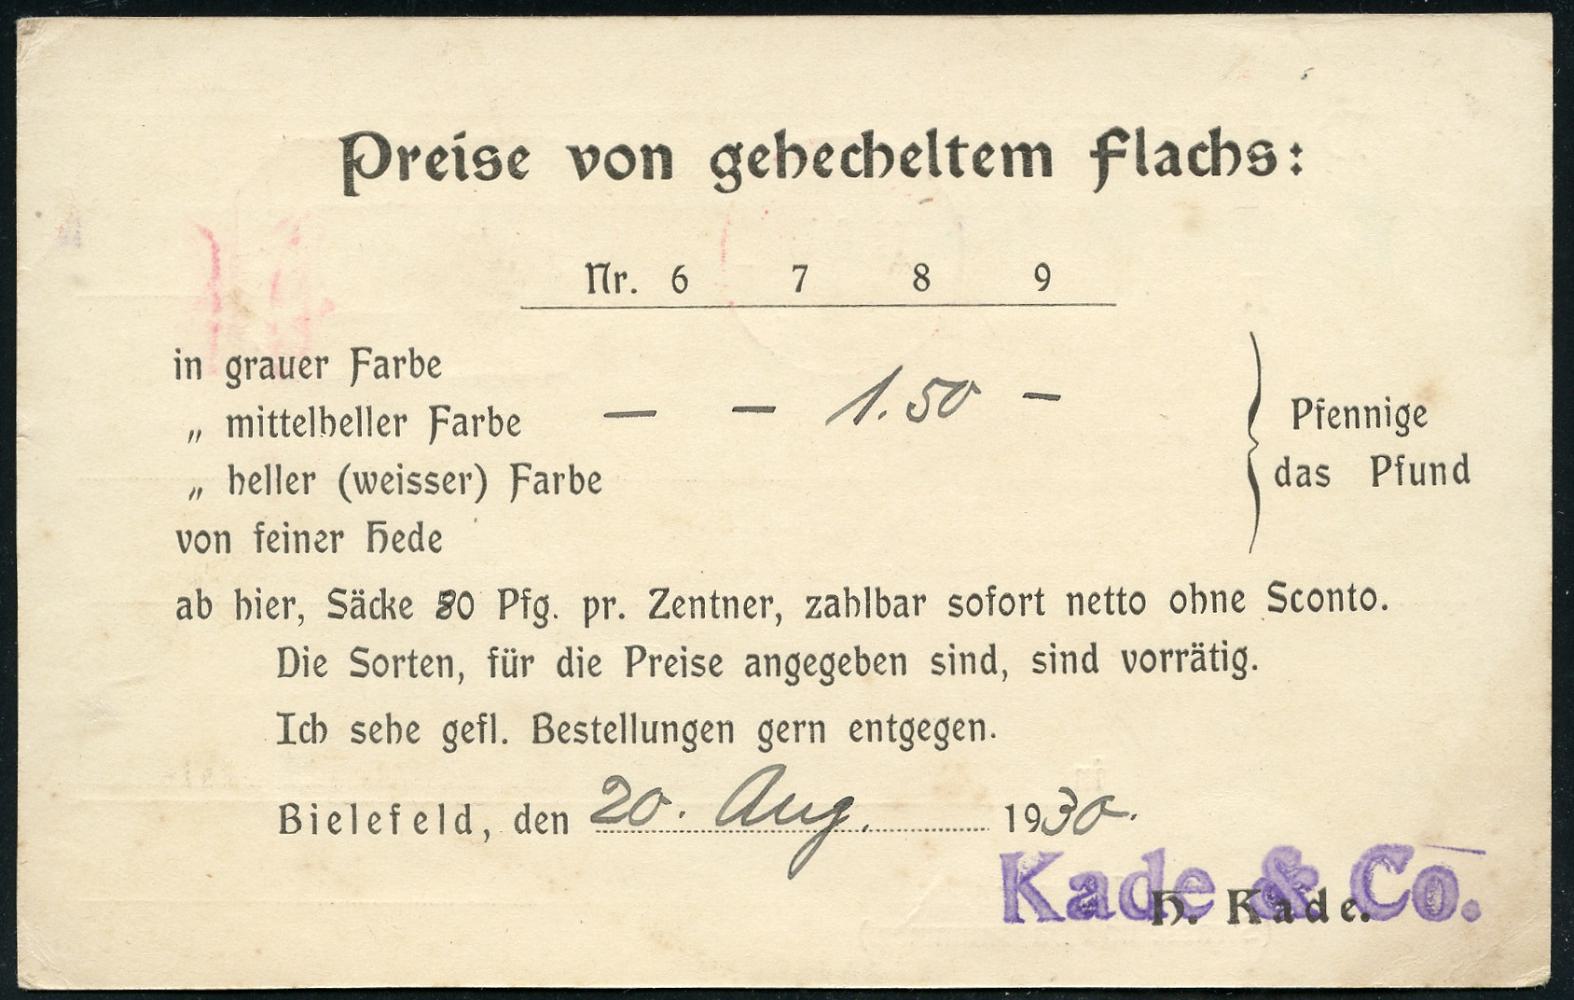 Preise von gehecheltem Flachs:
Nr. 6 7 8 9
in grauer Farbe
„ mittelheller Farbe — — 1.50 —
„ heller (weisser) Farbe
von feiner Hede
Pfennige
das Pfund
ab hier, Säcke 80 Pfg. pr. Zentner, zahlbar sofort netto ohne Sconto.
Die Sorten, für die Preise angegeben sind, sind vorrätig.
Ich sehe gefl. Bestellungen gern entgegen.
Bielefeld, den 20. Aug. 1930.
Kade & Co.
H. Kade.